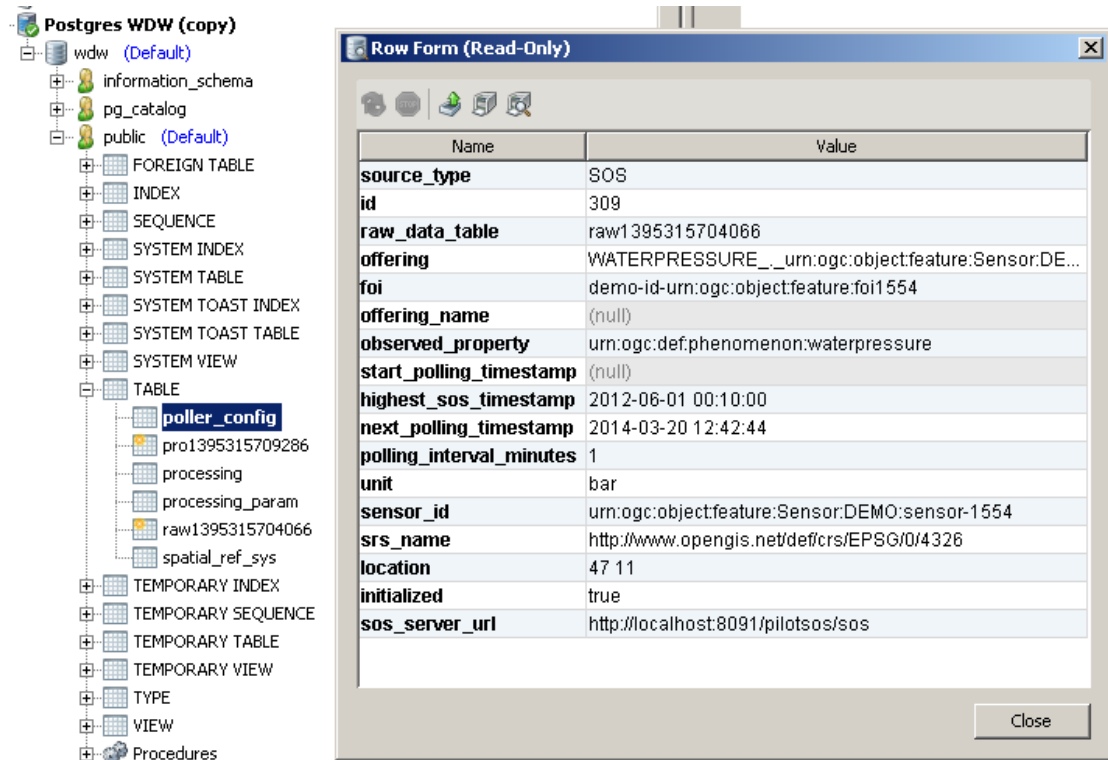 Postgres WDW (copy)
wdw (Default)
information_schema
pg_catalog
public (Default)
FOREIGN TABLE
INDEX
SEQUENCE
SYSTEM INDEX
SYSTEM TABLE
SYSTEM TOAST INDEX
SYSTEM TOAST TABLE
SYSTEM VIEW
TABLE
poller_config
pro1395315709286
processing
processing_param
raw1395315704066
spatial_ref_sys
TEMPORARY INDEX
TEMPORARY SEQUENCE
TEMPORARY TABLE
TEMPORARY VIEW
TYPE
VIEW
Procedures
Row Form (Read-Only)
STOP
Name Value
source_type SOS
id 309
raw_data_table raw1395315704066
offering WATERPRESSURE_._urn:ogc:object:feature:Sensor:DE...
foi demo-id-urn:ogc:object:feature:foi1554
offering_name (null)
observed_property urn:ogc:def:phenomenon:waterpressure
start_polling_timestamp (null)
highest_sos_timestamp 2012-06-01 00:10:00
next_polling_timestamp 2014-03-20 12:42:44
polling_interval_minutes 1
unit bar
sensor_id urn:ogc:object:feature:Sensor:DEMO:sensor-1554
srs_name http://www.opengis.net/def/crs/EPSG/0/4326
location 47 11
initialized true
sos_server_url http://localhost:8091/pilotsos/sos
Close